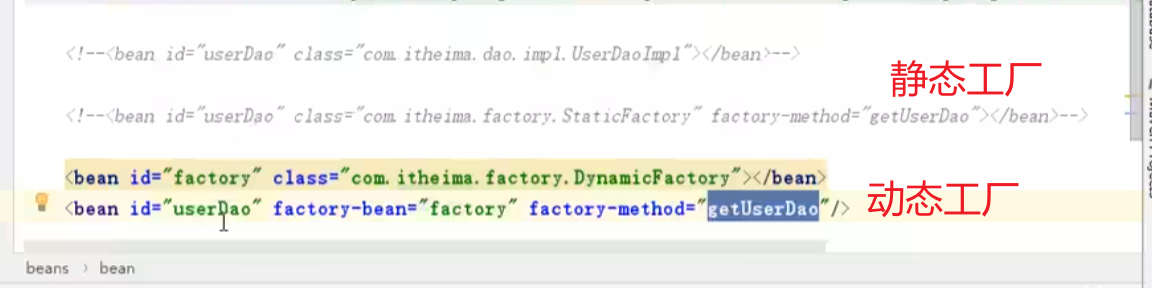 <!--<bean id="userDao" class="com.itheima.dao.impl.UserDaoImpl"></bean>-->
静态工厂
<!--<bean id="userDao" class="com.itheima.factory.StaticFactory" factory-method="getUserDao"></bean>-->
<bean id="factory" class="com.itheima.factory.DynamicFactory"></bean>
<bean id="userDao" factory-bean="factory" factory-method="getUserDao"/>
动态工厂
beans › bean